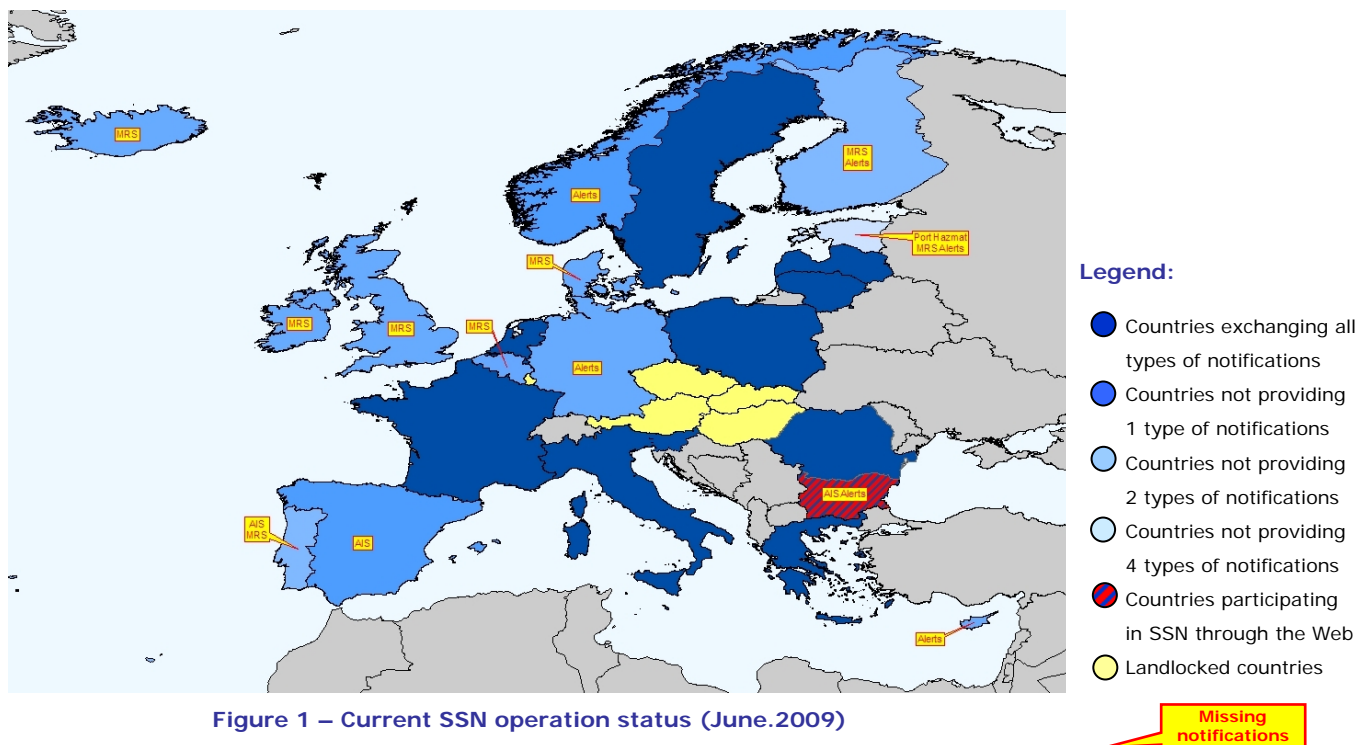 MRS
MRS
Alerts
Alerts
Port Hazmat
MRS Alerts
MRS
MRS
MRS
MRS
Alerts
AIS Alerts
AIS
MRS
AIS
Alerts
Legend:
Countries exchanging all
types of notifications
Countries not providing
1 type of notifications
Countries not providing
2 types of notifications
Countries not providing
4 types of notifications
Countries participating
in SSN through the Web
Landlocked countries
Missing
notifications
Figure 1 – Current SSN operation status (June.2009)